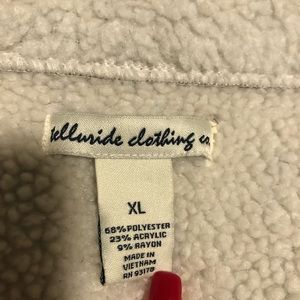 telluride clothing co.
XL
68% POLYESTER
23% ACRYLIC
9% RAYON
MADE IN
VIETNAM
RN 93170